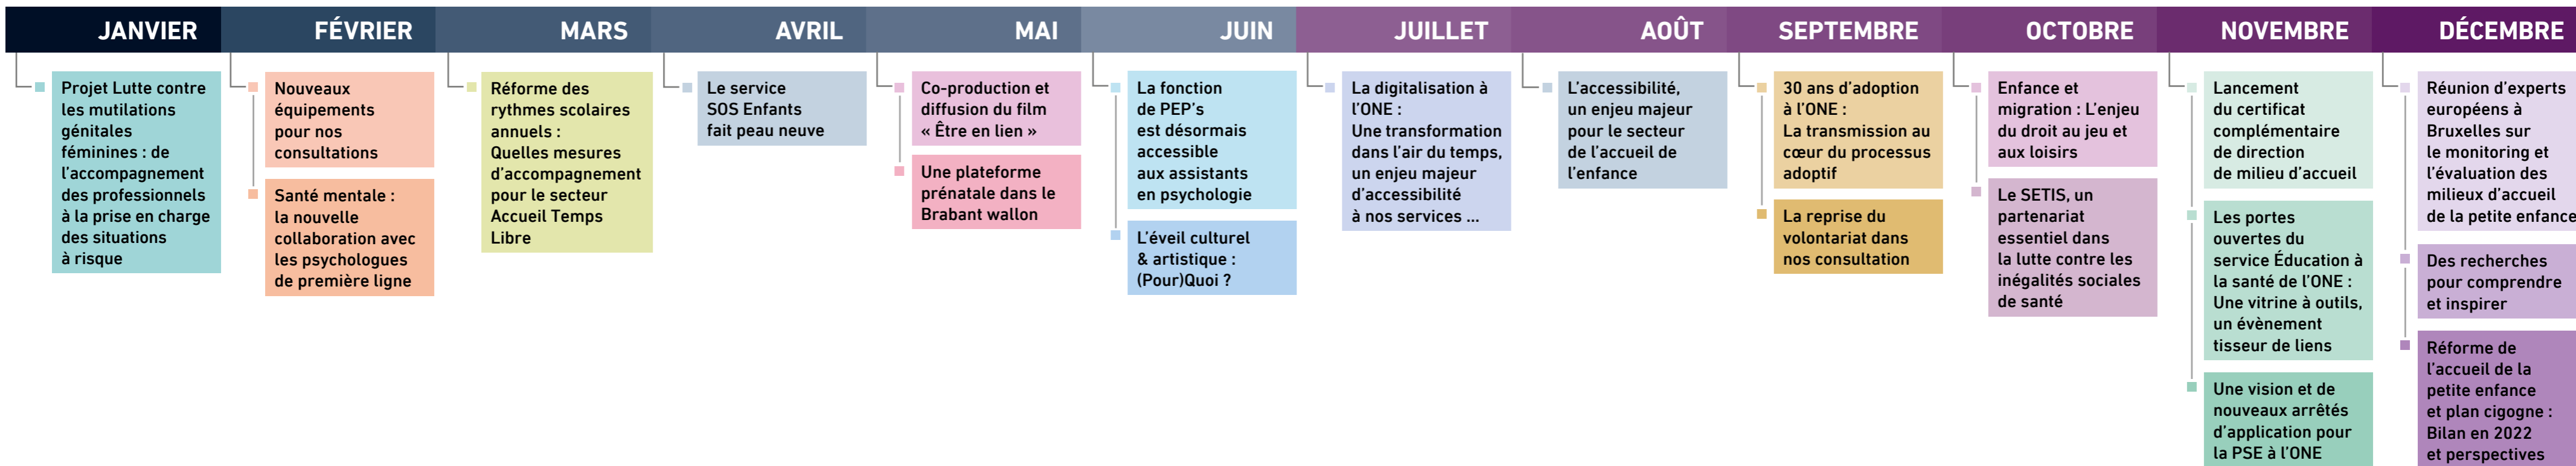 JANVIER
Projet Lutte contre
les mutilations
génitales
féminines : de
l’accompagnement
des professionnels
à la prise en charge
des situations
à risque
FÉVRIER
Nouveaux
équipements
pour nos
consultations
Santé mentale :
la nouvelle
collaboration avec
les psychologues
de première ligne
MARS
Réforme des
rythmes scolaires
annuels :
Quelles mesures
d’accompagnement
pour le secteur
Accueil Temps
Libre
AVRIL
Le service
SOS Enfants
fait peau neuve
MAI
Co-production et
diffusion du film
« Être en lien »
Une plateforme
prénatale dans le
Brabant wallon
JUIN
La fonction
de PEP’s
est désormais
accessible
aux assistants
en psychologie
L’éveil culturel
& artistique :
(Pour)Quoi ?
JUILLET
La digitalisation à
l’ONE :
Une transformation
dans l’air du temps,
un enjeu majeur
d’accessibilité
à nos services ...
AOÛT
L’accessibilité,
un enjeu majeur
pour le secteur
de l’accueil de
l’enfance
SEPTEMBRE
30 ans d’adoption
à l’ONE :
La transmission au
cœur du processus
adoptif
La reprise du
volontariat dans
nos consultation
OCTOBRE
Enfance et
migration : L’enjeu
du droit au jeu et
aux loisirs
Le SETIS, un
partenariat
essentiel dans
la lutte contre les
inégalités sociales
de santé
NOVEMBRE
Lancement
du certificat
complémentaire
de direction
de milieu d’accueil
Les portes
ouvertes du
service Éducation à
la santé de l’ONE :
Une vitrine à outils,
un évènement
tisseur de liens
Une vision et de
nouveaux arrêtés
d’application pour
la PSE à l’ONE
DÉCEMBRE
Réunion d’experts
européens à
Bruxelles sur
le monitoring et
l’évaluation des
milieux d’accueil
de la petite enfance
Des recherches
pour comprendre
et inspirer
Réforme de
l’accueil de la
petite enfance
et plan cigogne :
Bilan en 2022
et perspectives